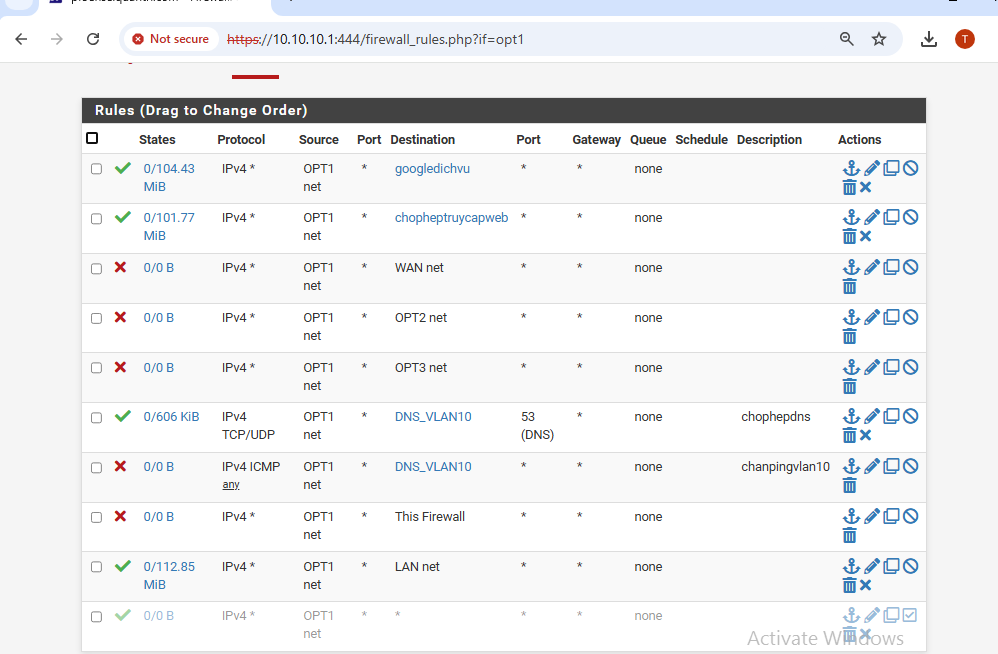 Not secure https://10.10.10.1:444/firewall_rules.php?if=opt1 T
Rules (Drag to Change Order)
States Protocol Source Port Destination Port Gateway Queue Schedule Description Actions
0/104.43 MiB IPv4 * OPT1 net * googledichvu * * none
0/101.77 MiB IPv4 * OPT1 net * chopheptruycapweb * * none
0/0 B IPv4 * OPT1 net * WAN net * * none
0/0 B IPv4 * OPT1 net * OPT2 net * * none
0/0 B IPv4 * OPT1 net * OPT3 net * * none
0/606 KiB IPv4 TCP/UDP OPT1 net * DNS_VLAN10 53 (DNS) * none chophepdns
0/0 B IPv4 ICMP any OPT1 net * DNS_VLAN10 * * none chanpingvlan10
0/0 B IPv4 * OPT1 net * This Firewall * * none
0/112.85 MiB IPv4 * OPT1 net * LAN net * * none
0/0 B IPv4 * OPT1 net * * * * none
Activate Windows